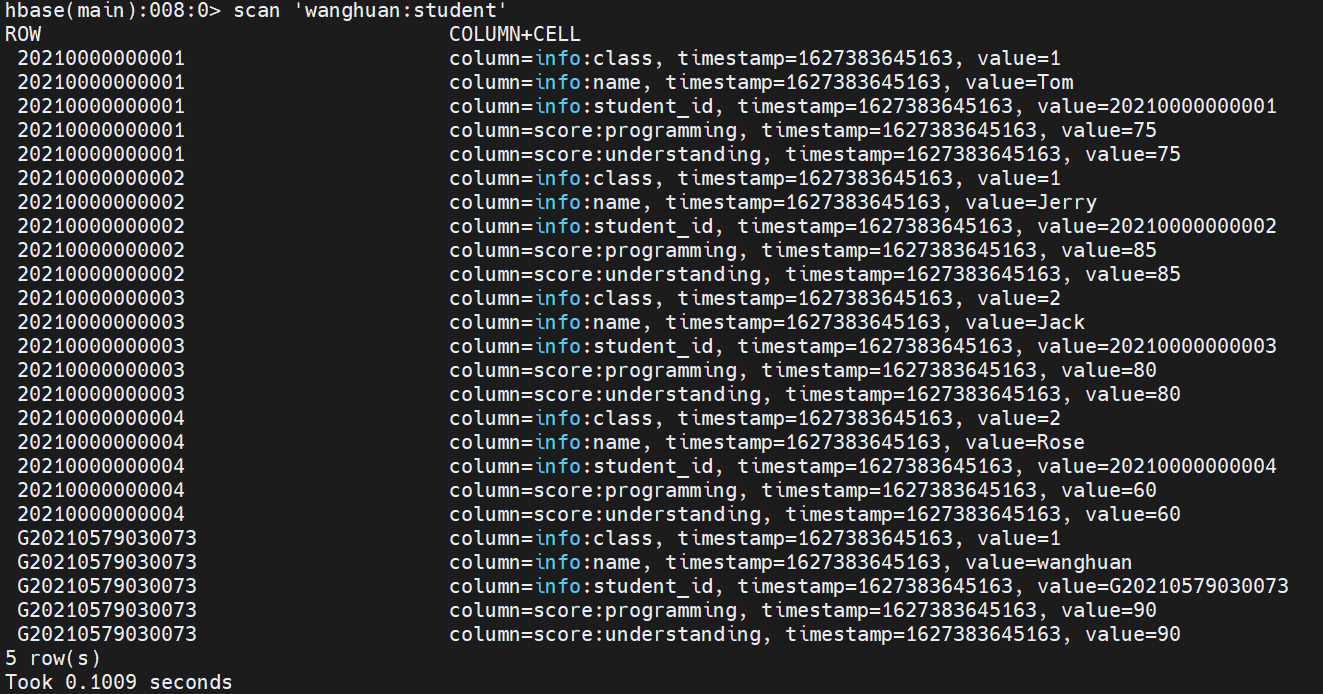 hbase(main):008:0> scan 'wanghuan:student'
ROW COLUMN+CELL
20210000000001 column=info:class, timestamp=1627383645163, value=1
20210000000001 column=info:name, timestamp=1627383645163, value=Tom
20210000000001 column=info:student_id, timestamp=1627383645163, value=20210000000001
20210000000001 column=score:programming, timestamp=1627383645163, value=75
20210000000001 column=score:understanding, timestamp=1627383645163, value=75
20210000000002 column=info:class, timestamp=1627383645163, value=1
20210000000002 column=info:name, timestamp=1627383645163, value=Jerry
20210000000002 column=info:student_id, timestamp=1627383645163, value=20210000000002
20210000000002 column=score:programming, timestamp=1627383645163, value=85
20210000000002 column=score:understanding, timestamp=1627383645163, value=85
20210000000003 column=info:class, timestamp=1627383645163, value=2
20210000000003 column=info:name, timestamp=1627383645163, value=Jack
20210000000003 column=info:student_id, timestamp=1627383645163, value=20210000000003
20210000000003 column=score:programming, timestamp=1627383645163, value=80
20210000000003 column=score:understanding, timestamp=1627383645163, value=80
20210000000004 column=info:class, timestamp=1627383645163, value=2
20210000000004 column=info:name, timestamp=1627383645163, value=Rose
20210000000004 column=info:student_id, timestamp=1627383645163, value=20210000000004
20210000000004 column=score:programming, timestamp=1627383645163, value=60
20210000000004 column=score:understanding, timestamp=1627383645163, value=60
G20210579030073 column=info:class, timestamp=1627383645163, value=1
G20210579030073 column=info:name, timestamp=1627383645163, value=wanghuan
G20210579030073 column=info:student_id, timestamp=1627383645163, value=G20210579030073
G20210579030073 column=score:programming, timestamp=1627383645163, value=90
G20210579030073 column=score:understanding, timestamp=1627383645163, value=90
5 row(s)
Took 0.1009 seconds